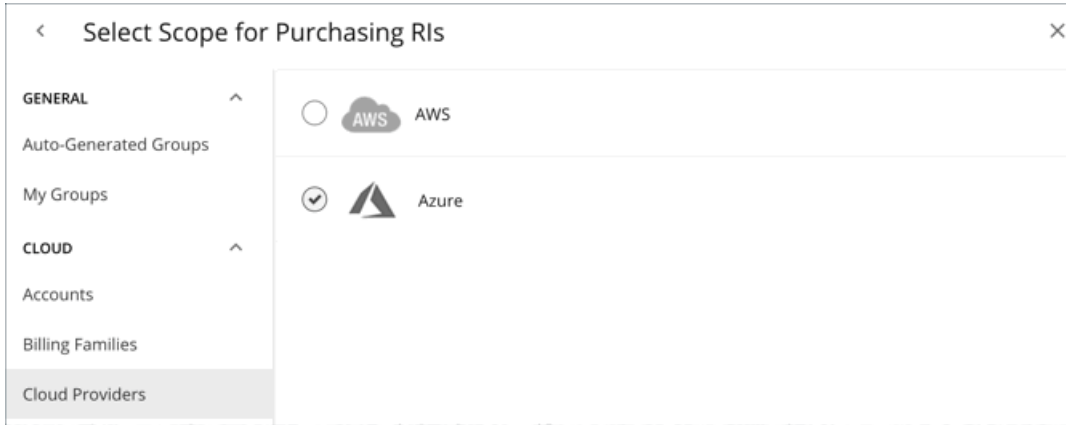 Select Scope for Purchasing RIs
GENERAL
Auto-Generated Groups
My Groups
CLOUD
Accounts
Billing Families
Cloud Providers
AWS AWS
Azure